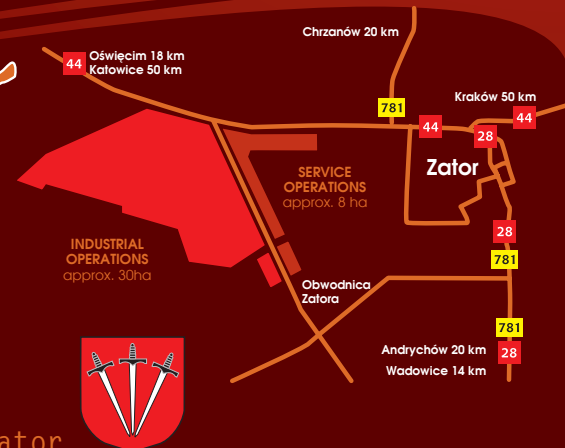 Chrzanów 20 km
44
Oświęcim 18 km
Katowice 50 km
Kraków 50 km
781
44
28
44
Zator
SERVICE
OPERATIONS
approx. 8 ha
28
INDUSTRIAL
OPERATIONS
approx. 30ha
781
Obwodnica
Zatora
781
Andrychów 20 km
28
Wadowice 14 km
ator